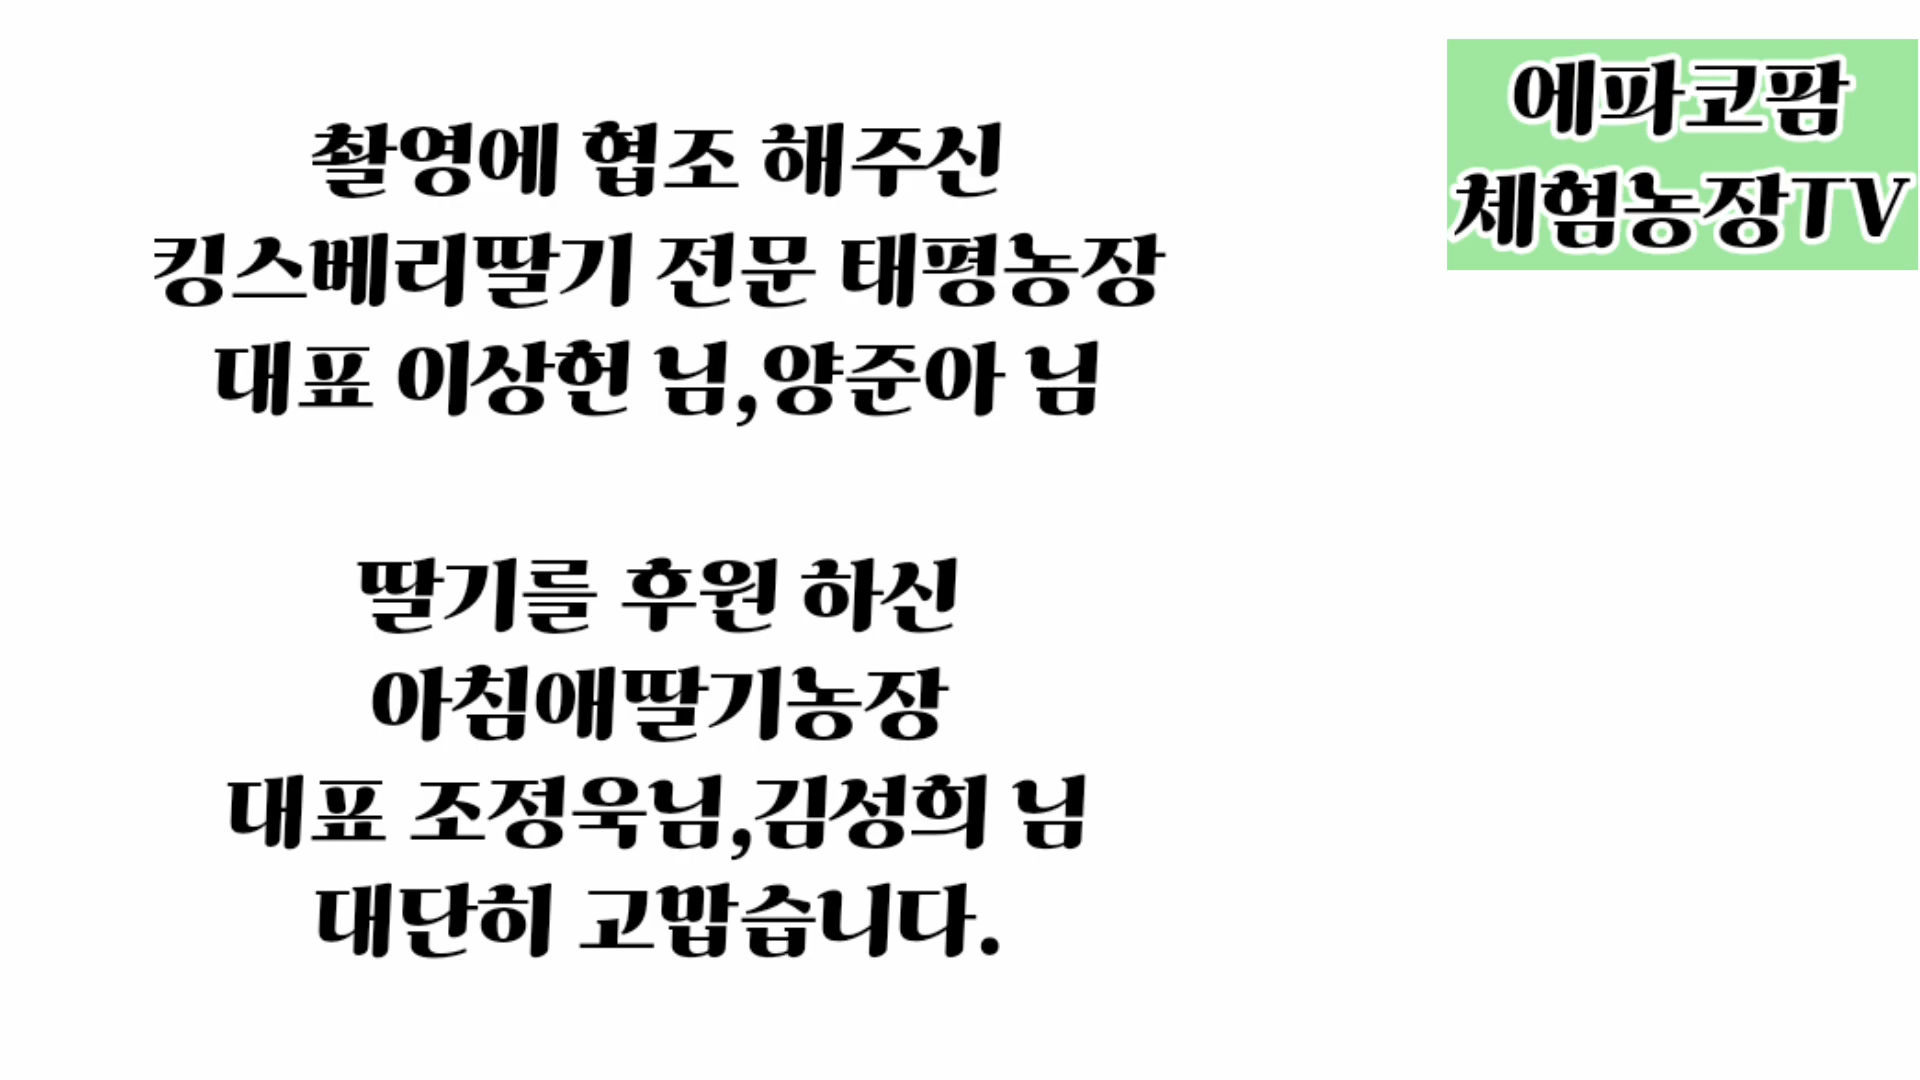 촬영에 협조 해주신
킹스베리딸기 전문 태평농장
대표 이상헌 님,양준아 님
딸기를 후원 하신
아침애딸기농장
대표 조정욱님,김성희 님
대단히 고맙습니다.
에파코팜
체험농장TV